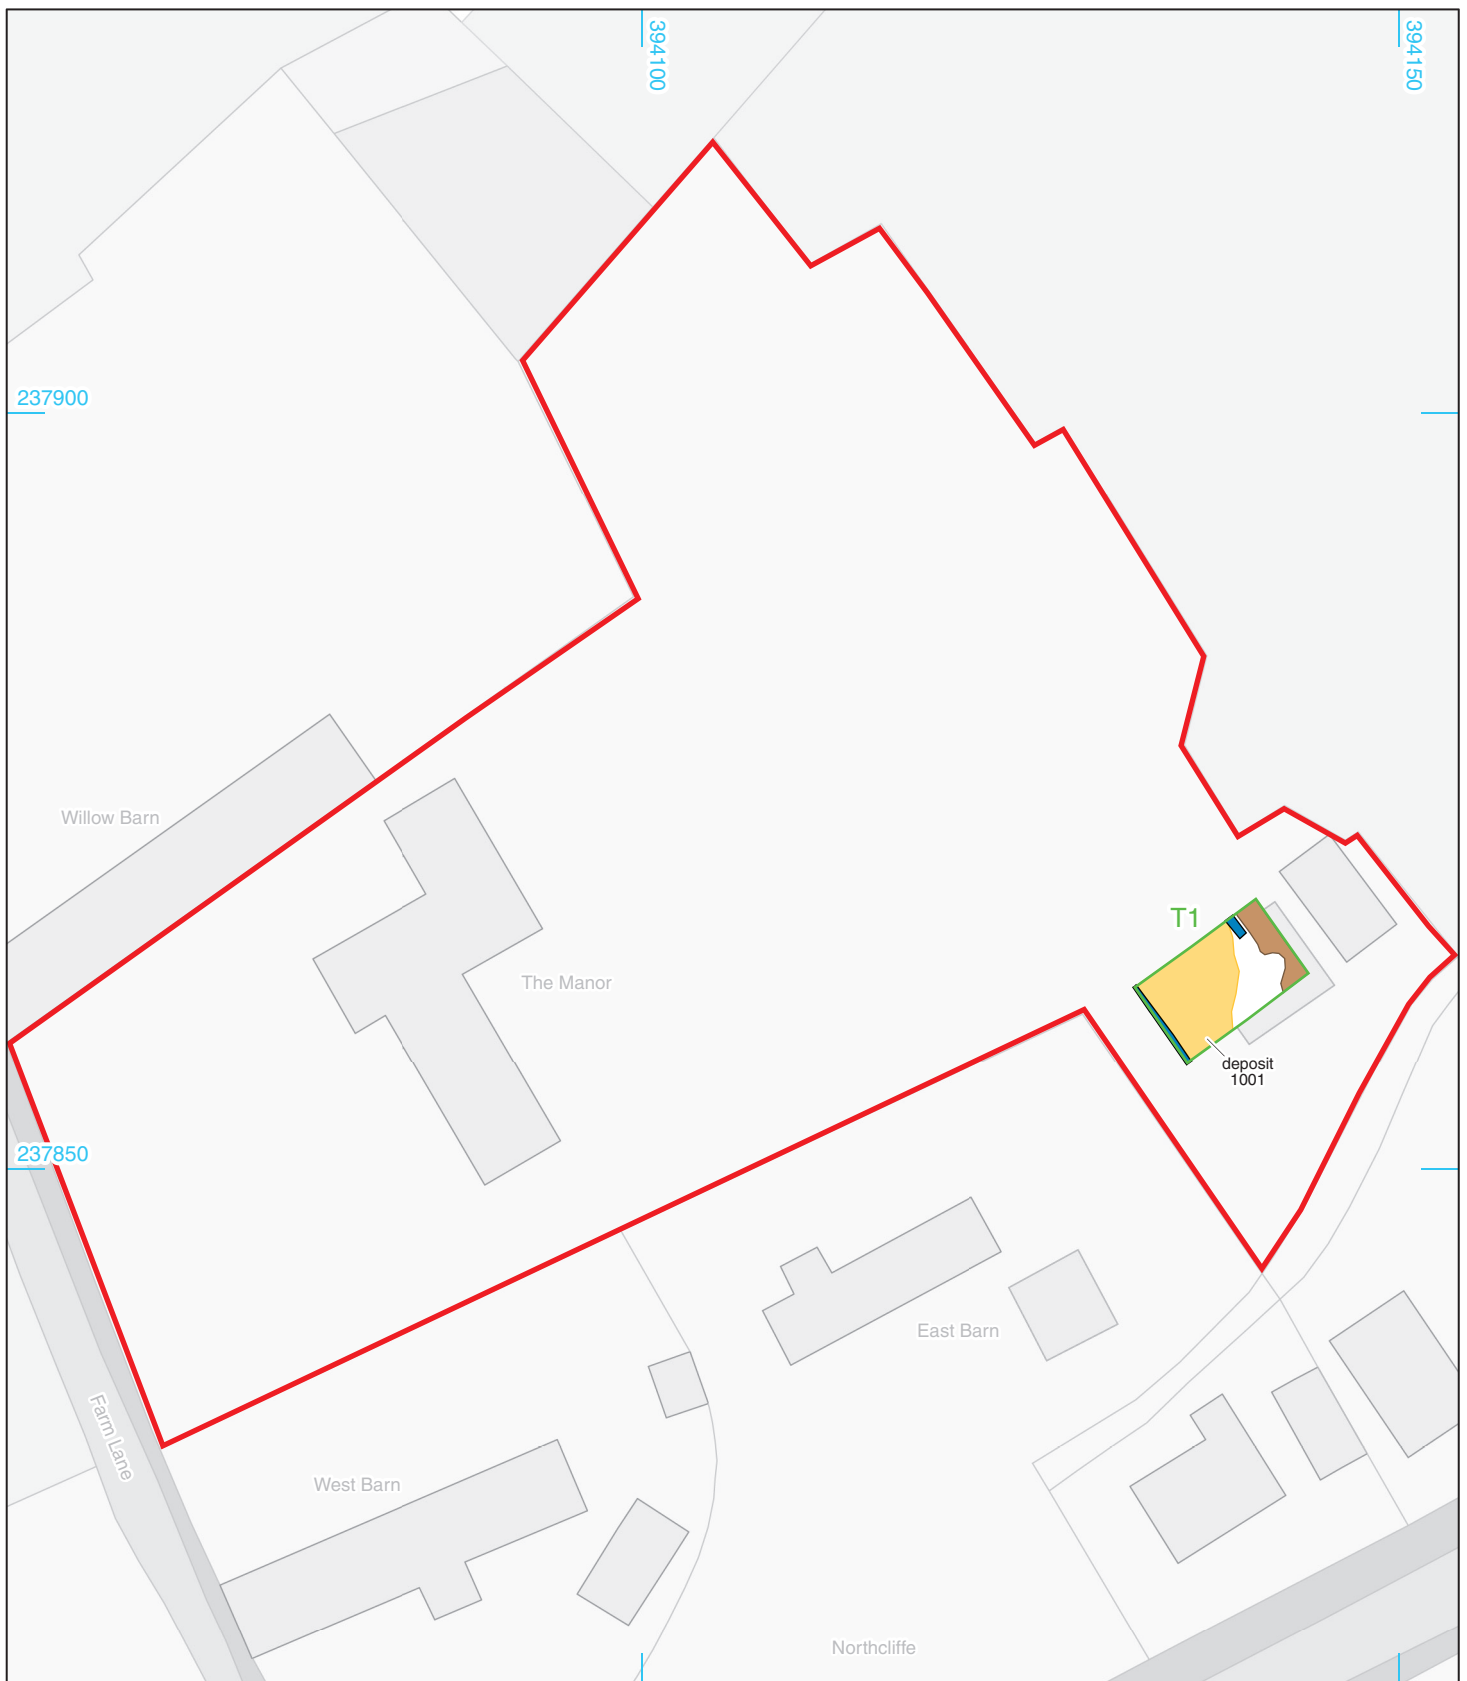 394100
394150
237900
Willow Barn
T1
The Manor
deposit
1001
237850
East Barn
Farm Lane
West Barn
Northcliffe